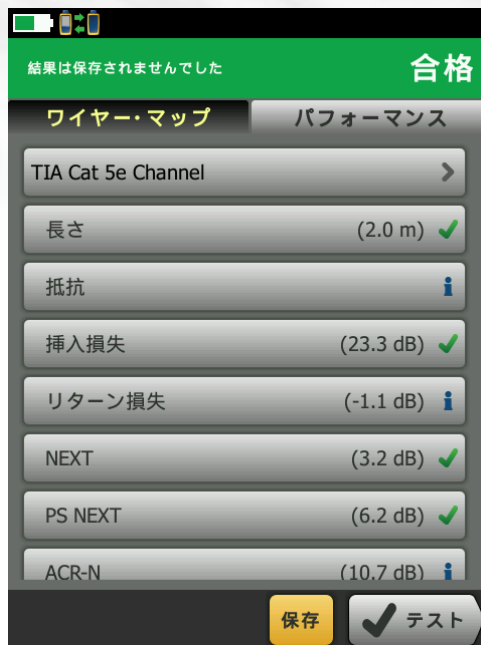 結果は保存されませんでした
合格
ワイヤー・マップ
パフォーマンス
TIA Cat 5e Channel
長さ (2.0 m)
抵抗
挿入損失 (23.3 dB)
リターン損失 (-1.1 dB)
NEXT (3.2 dB)
PS NEXT (6.2 dB)
ACR-N (10.7 dB)
保存
テスト